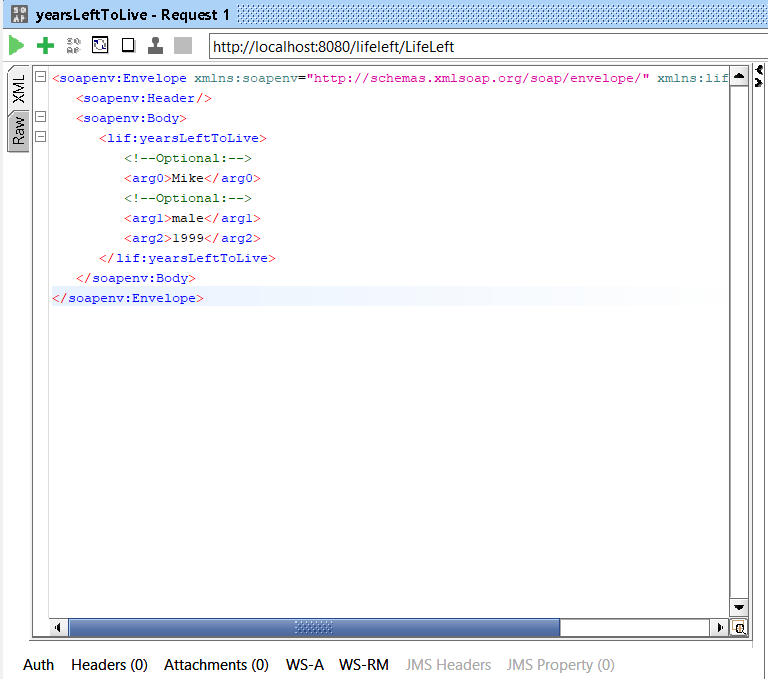 yearsLeftToLive - Request 1
http://localhost:8080/lifeleft/LifeLeft
XML
Raw
<soapenv:Envelope xmlns:soapenv="http://schemas.xmlsoap.org/soap/envelope/" xmlns:lif
<soapenv:Header/>
<soapenv:Body>
<lif:yearsLeftToLive>
<!--Optional:-->
<arg0>Mike</arg0>
<!--Optional:-->
<arg1>male</arg1>
<arg2>1999</arg2>
</lif:yearsLeftToLive>
</soapenv:Body>
</soapenv:Envelope>
Auth Headers (0) Attachments (0) WS-A WS-RM JMS Headers JMS Property (0)